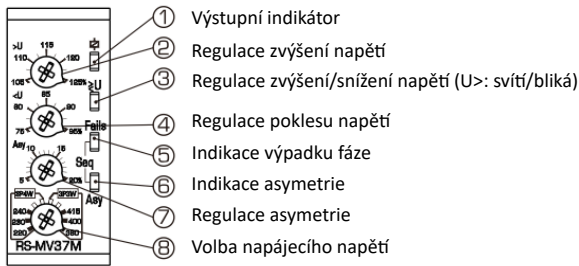 ① Výstupní indikátor
② Regulace zvýšení napětí
③ Regulace zvýšení/snížení napětí (U>: svítí/bliká)
④ Regulace poklesu napětí
⑤ Indikace výpadku fáze
⑥ Indikace asymetrie
⑦ Regulace asymetrie
⑧ Volba napájecího napětí
>U 115
110 120
105 125%
≥U
<U 85
80 90
75 95%
Fails
Asy 10 15
Seq
5 20%
Asy
3P4W 3P3W
240 415
230 400
220 380
RS-MV37M